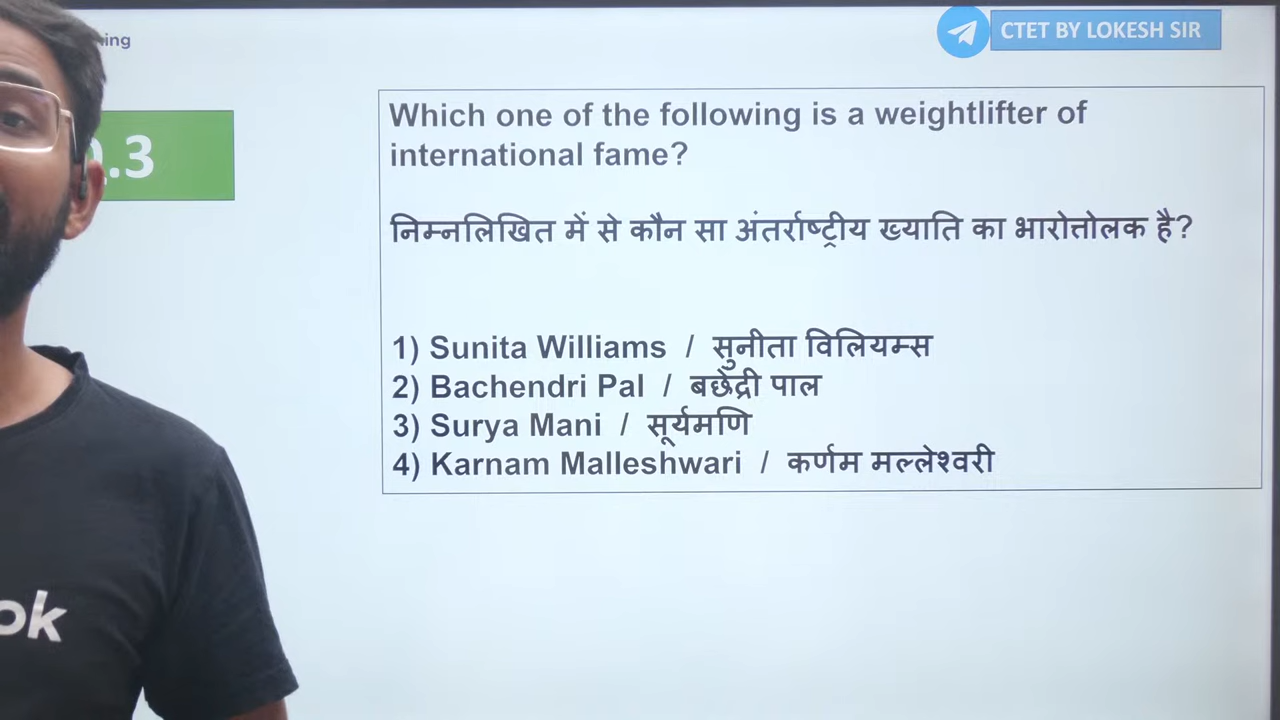 CTET BY LOKESH SIR
.3
Which one of the following is a weightlifter of
international fame?
निम्नलिखित में से कौन सा अंतर्राष्ट्रीय ख्याति का भारोत्तोलक है?
1) Sunita Williams / सुनीता विलियम्स
2) Bachendri Pal / बछेंद्री पाल
3) Surya Mani / सूर्यमणि
4) Karnam Malleshwari / कर्णम मल्लेश्वरी
ok